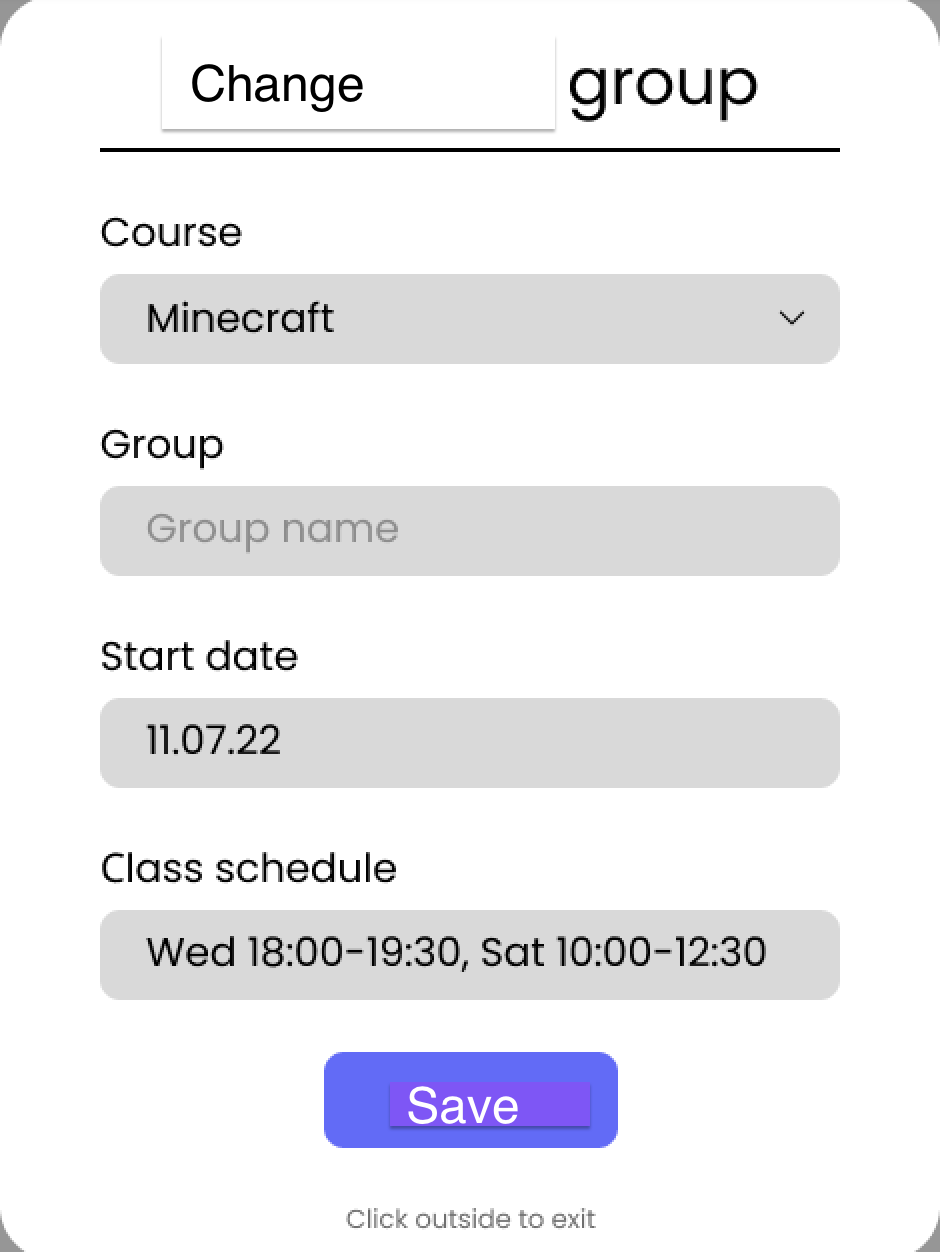 Change group
Course
Minecraft
Group
Group name
Start date
11.07.22
Class schedule
Wed 18:00-19:30, Sat 10:00-12:30
Save
Click outside to exit